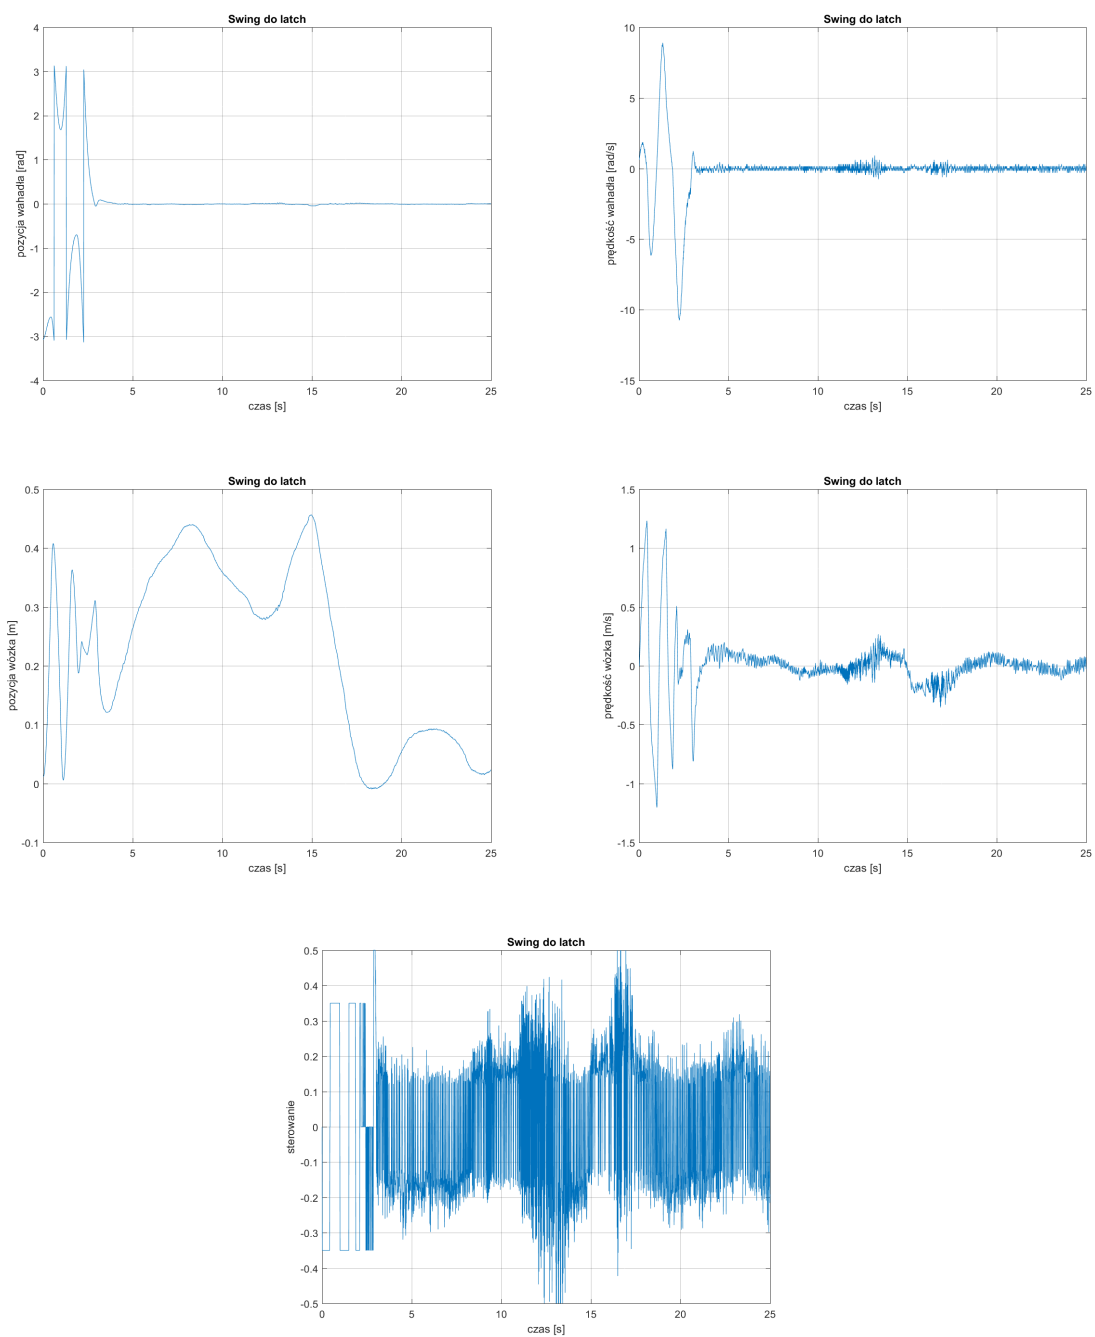 Swing do latch
4
3
2
1
0
-1
-2
-3
-4
pozycja wahadła [rad]
0 5 10 15 20 25
czas [s]
Swing do latch
10
5
0
-5
-10
-15
prędkość wahadła [rad/s]
0 5 10 15 20 25
czas [s]
Swing do latch
0.5
0.4
0.3
0.2
0.1
0
-0.1
pozycja wòzka [m]
0 5 10 15 20 25
czas [s]
Swing do latch
1.5
1
0.5
0
-0.5
-1
-1.5
prędkość wòzka [m/s]
0 5 10 15 20 25
czas [s]
Swing do latch
0.5
0.4
0.3
0.2
0.1
0
-0.1
-0.2
-0.3
-0.4
-0.5
sterowanie
0 5 10 15 20 25
czas [s]